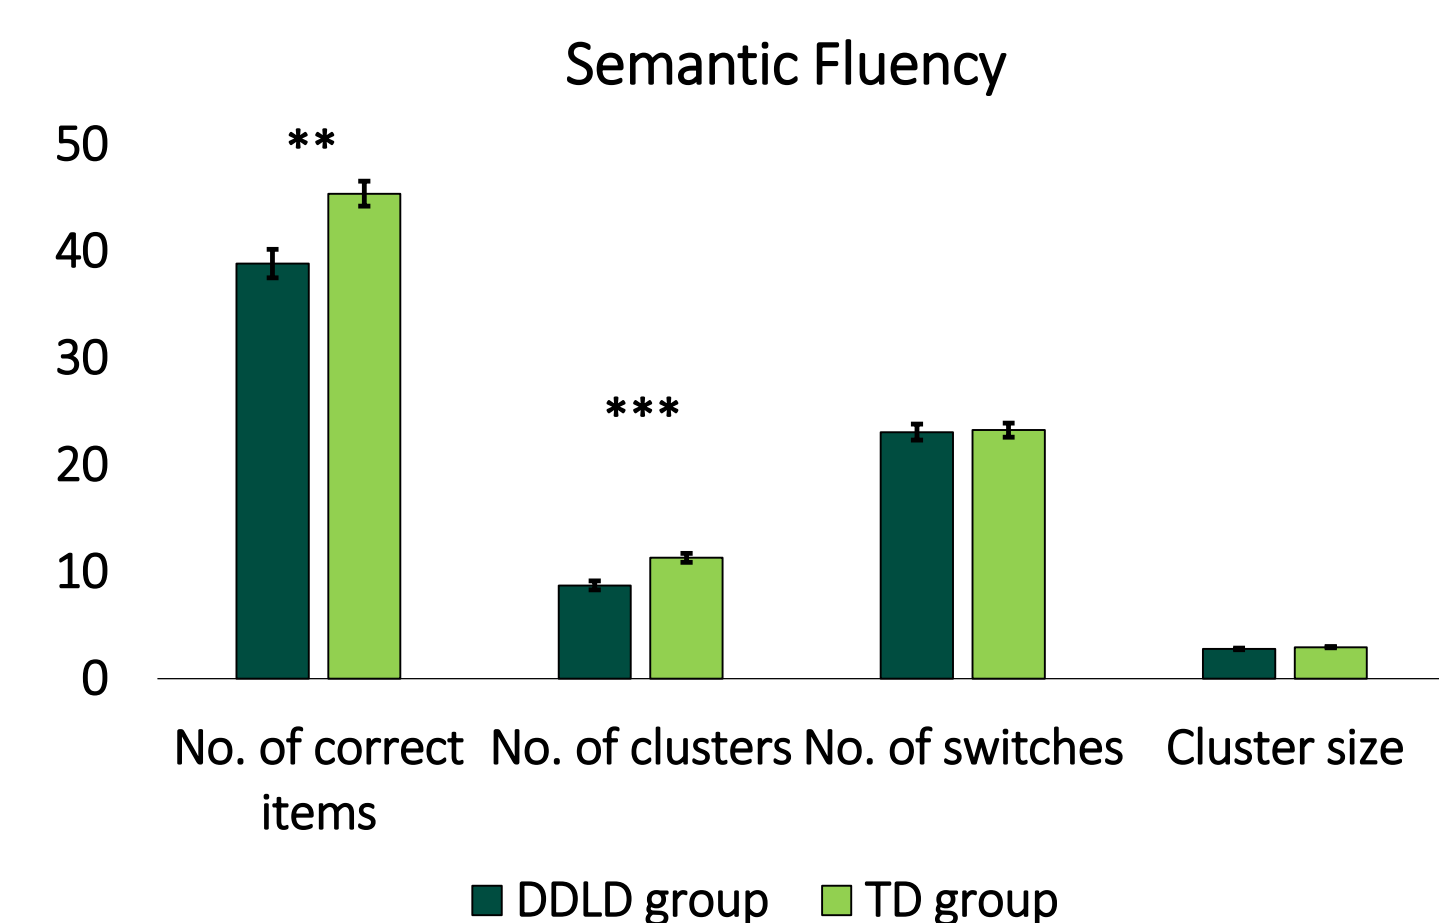 Semantic Fluency
50
**
40
30
***
20
10
0
No. of correct items
No. of clusters
No. of switches
Cluster size
DDLD group
TD group